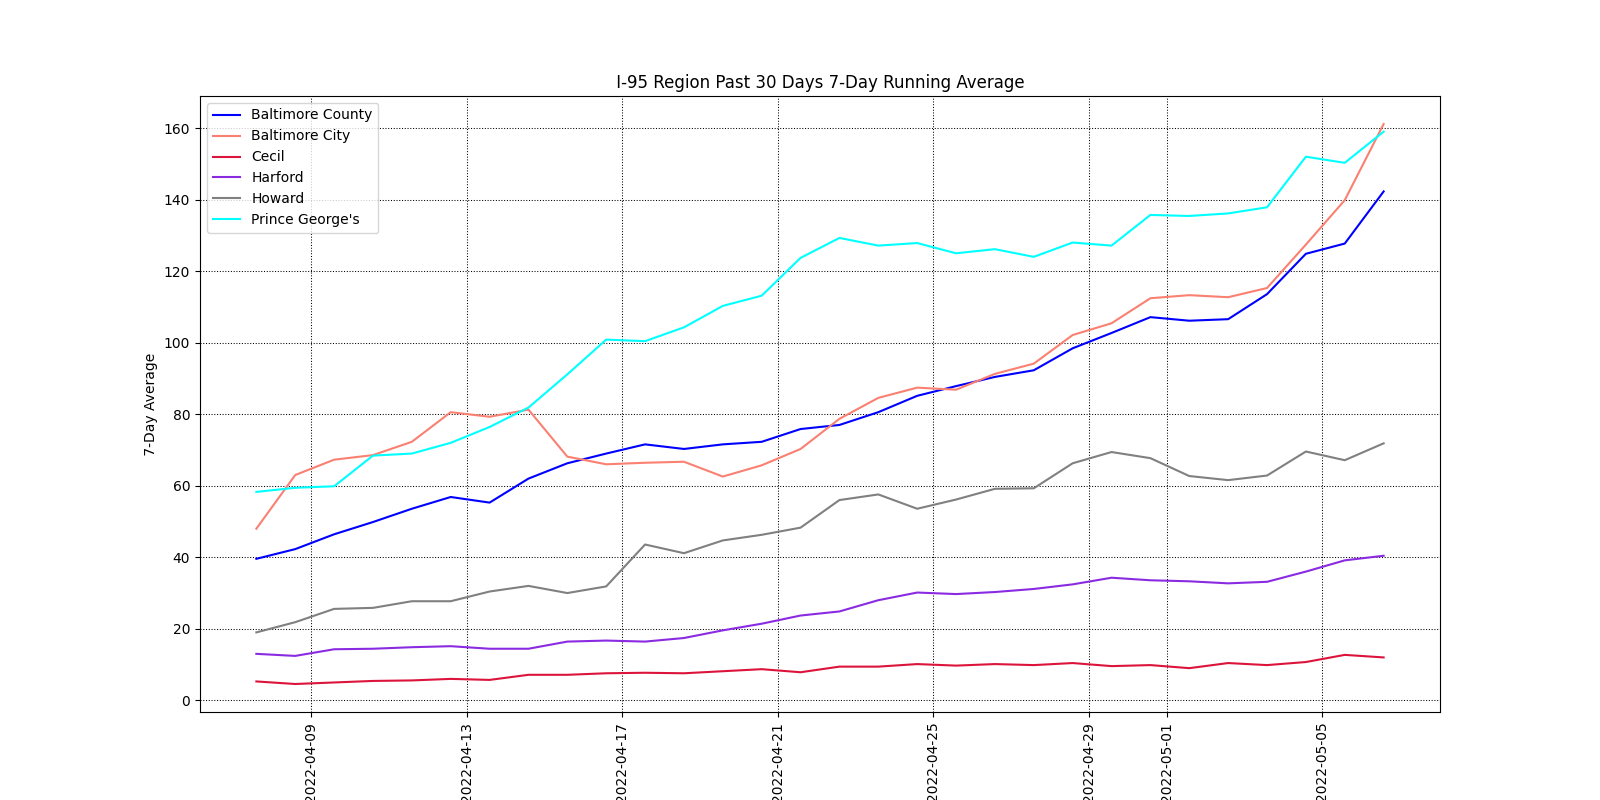 I-95 Region Past 30 Days 7-Day Running Average
Baltimore County
Baltimore City
Cecil
Harford
Howard
Prince George's
7-Day Average
160
140
120
100
80
60
40
20
0
2022-04-09
2022-04-13
2022-04-17
2022-04-21
2022-04-25
2022-04-29
2022-05-01
2022-05-05